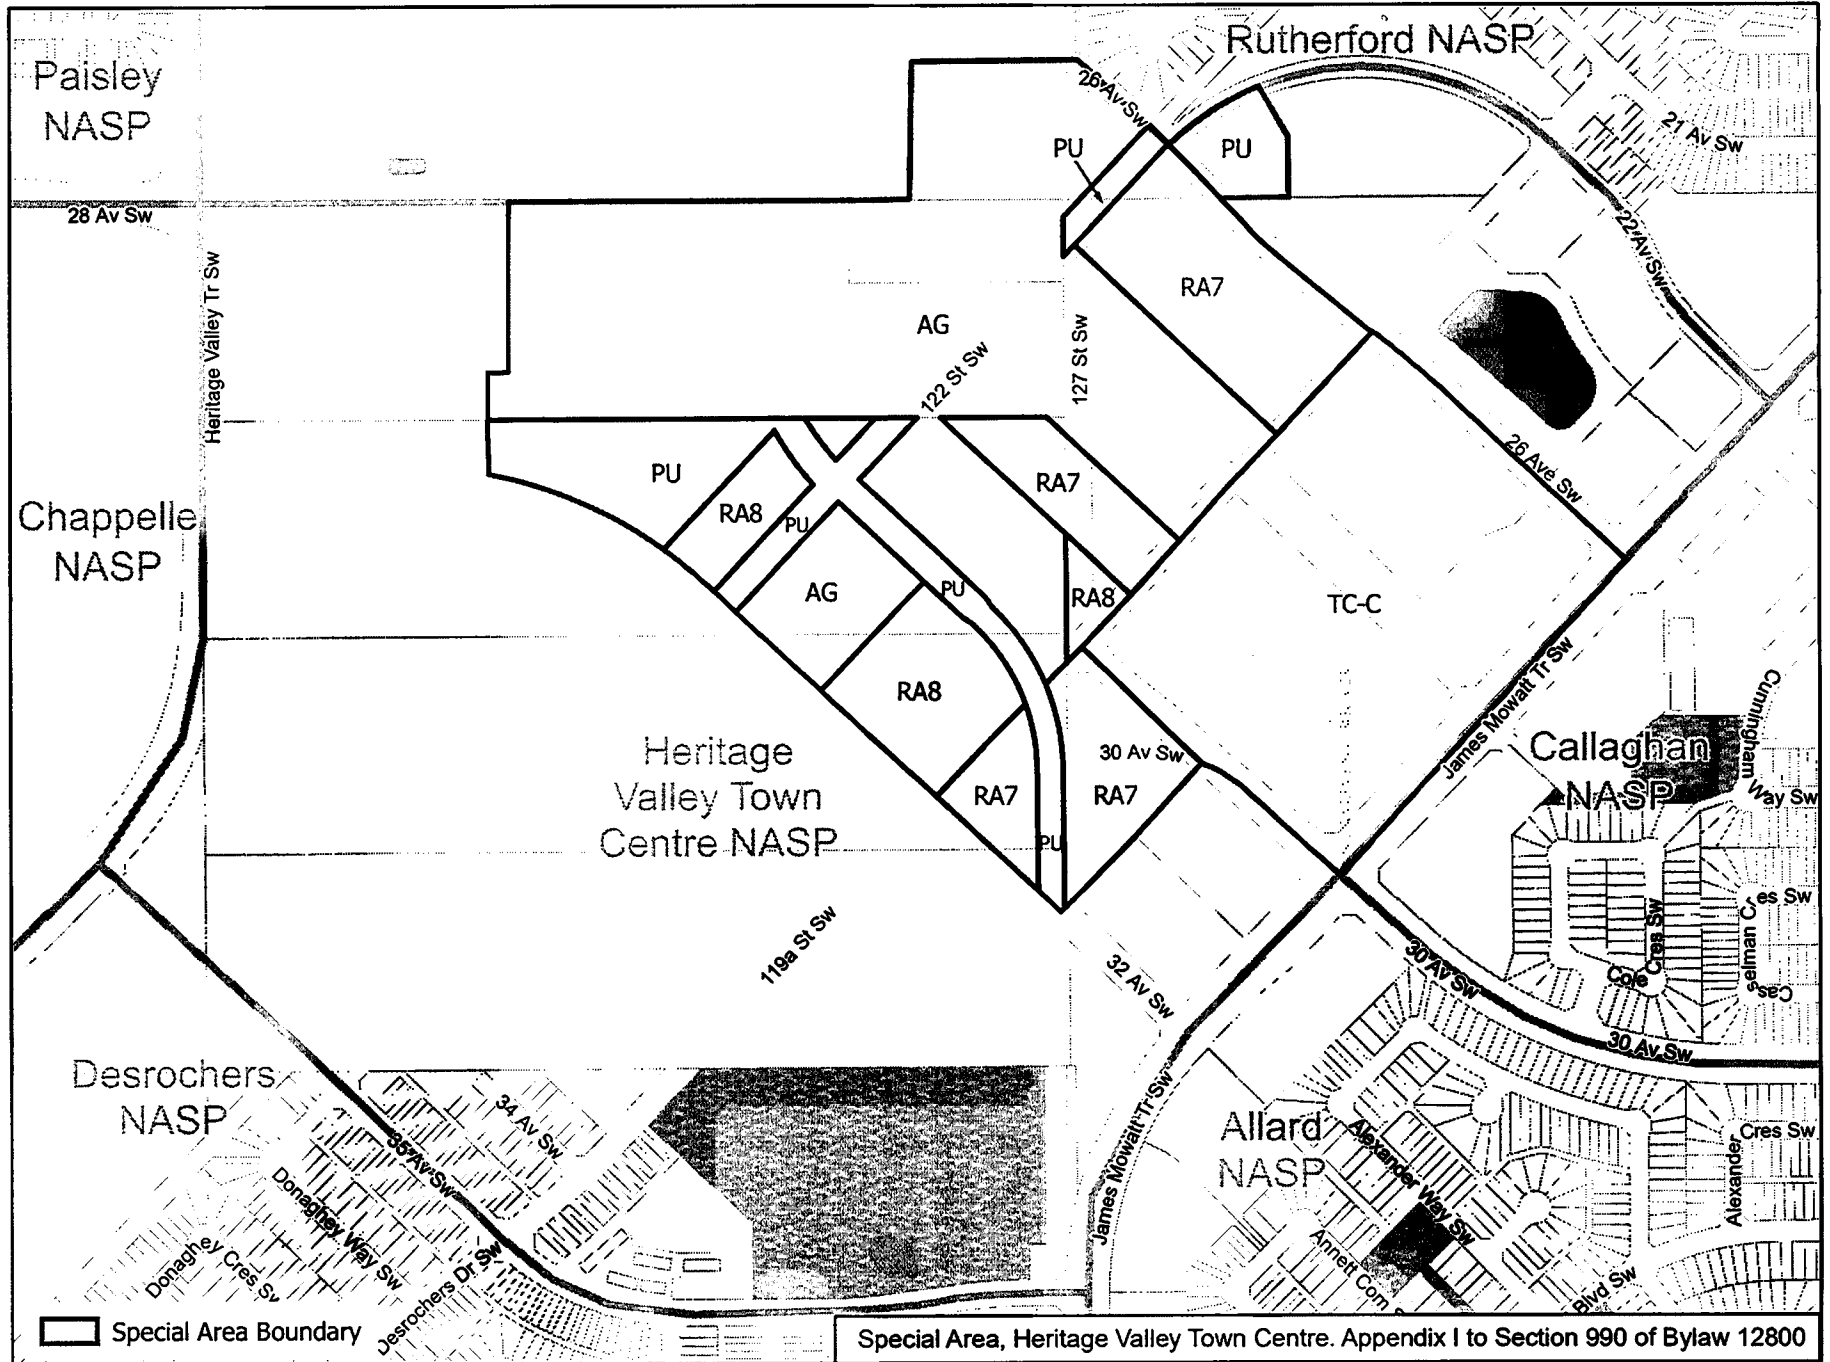 Rutherford NASP
Paisley
NASP
26 Av Sw
PU
PU
21 Av Sw
28 Av Sw
22 Av Sw
Heritage Valley Tr Sw
RA7
AG
122 St Sw
127 St Sw
26 Ave Sw
PU
RA7
RA8
PU
Chappelle
NASP
AG
PU
RA8
TC-C
RA8
James Mowatt Tr Sw
Cunningham
Way Sw
Callaghan
NASP
Heritage
Valley Town
Centre NASP
30 Av Sw
RA7
RA7
PU
Cres Sw
Casselman C
es Sw
Cas
Cole
119a St Sw
32 Av Sw
30 Av Sw
30 Av Sw
Desrochers
NASP
34 Av Sw
35 Av Sw
James Mowatt Tr Sw
Allard
NASP
Alexander Way Sw
Alexander
Cres Sw
Donaghey Way Sw
Donaghey Cres Sw
Desrochers Dr Sw
Annett Com
Blvd Sw
Special Area Boundary
Special Area, Heritage Valley Town Centre. Appendix I to Section 990 of Bylaw 12800